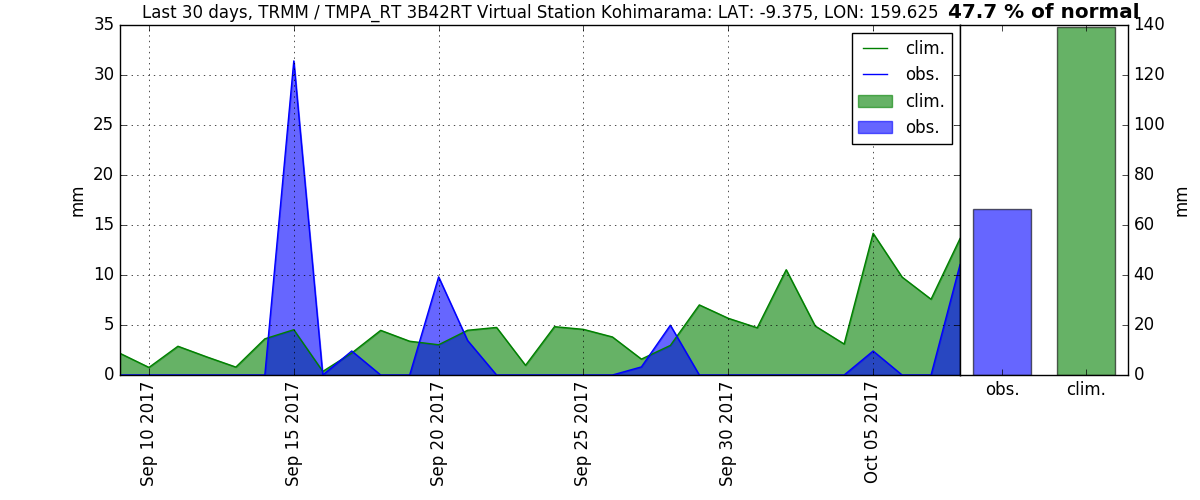 Last 30 days, TRMM / TMPA_RT 3B42RT Virtual Station Kohimarama: LAT: -9.375, LON: 159.625 47.7 % of normal
35
30
25
20
15
10
5
0
mm
clim.
obs.
clim.
obs.
Sep 10 2017
Sep 15 2017
Sep 20 2017
Sep 25 2017
Sep 30 2017
Oct 05 2017
140
120
100
80
60
40
20
0
mm
obs.
clim.